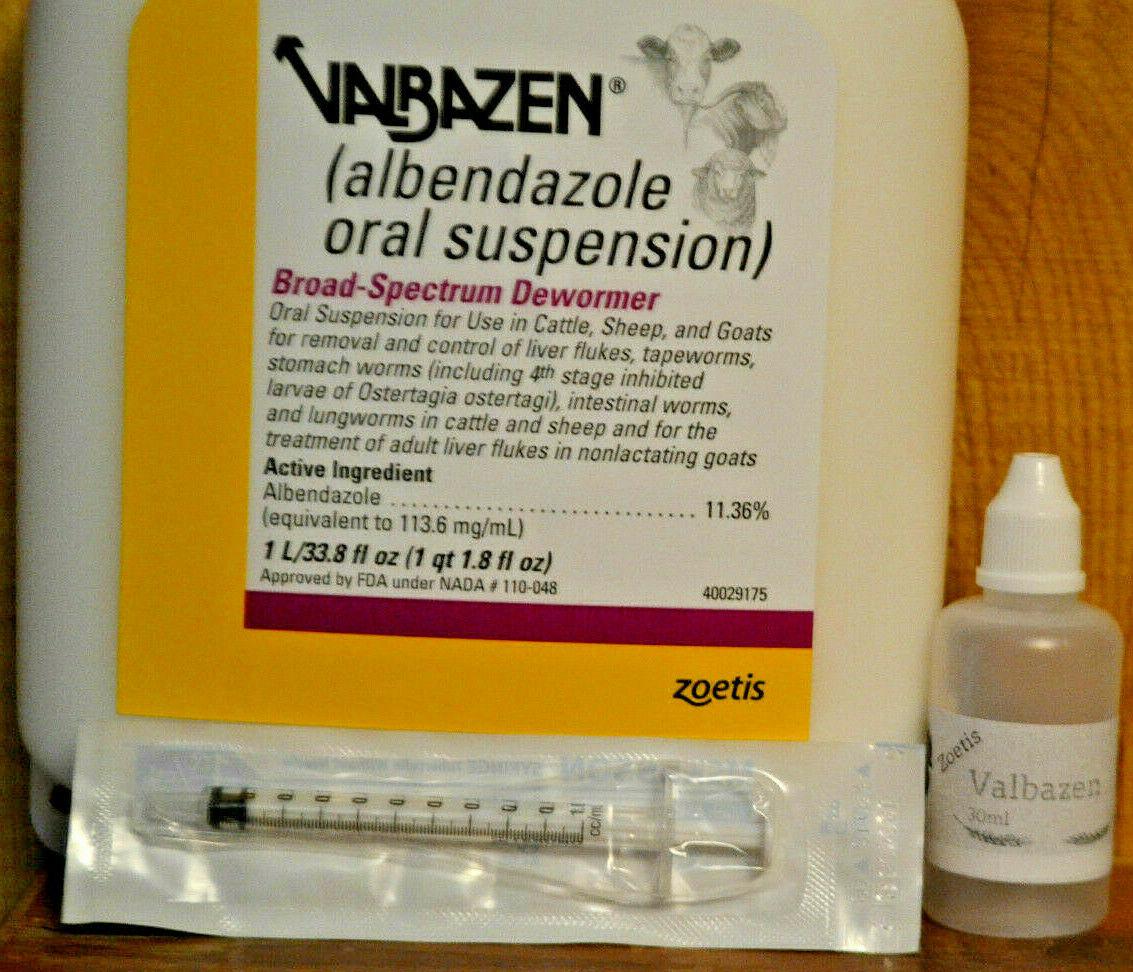 VALBAZEN®
(albendazole
oral suspension)
Broad-Spectrum Dewormer
Oral Suspension for Use in Cattle, Sheep, and Goats
for removal and control of liver flukes, tapeworms,
stomach worms (including 4th stage inhibited
larvae of Ostertagia ostertagi), intestinal worms,
and lungworms in cattle and sheep and for the
treatment of adult liver flukes in nonlactating goats
Active Ingredient
Albendazole ............................ 11.36%
(equivalent to 113.6 mg/mL)
1 L/33.8 fl oz (1 qt 1.8 fl oz)
Approved by FDA under NADA # 110-048 40029175
zoetis
zoetis
Valbazen
30ml